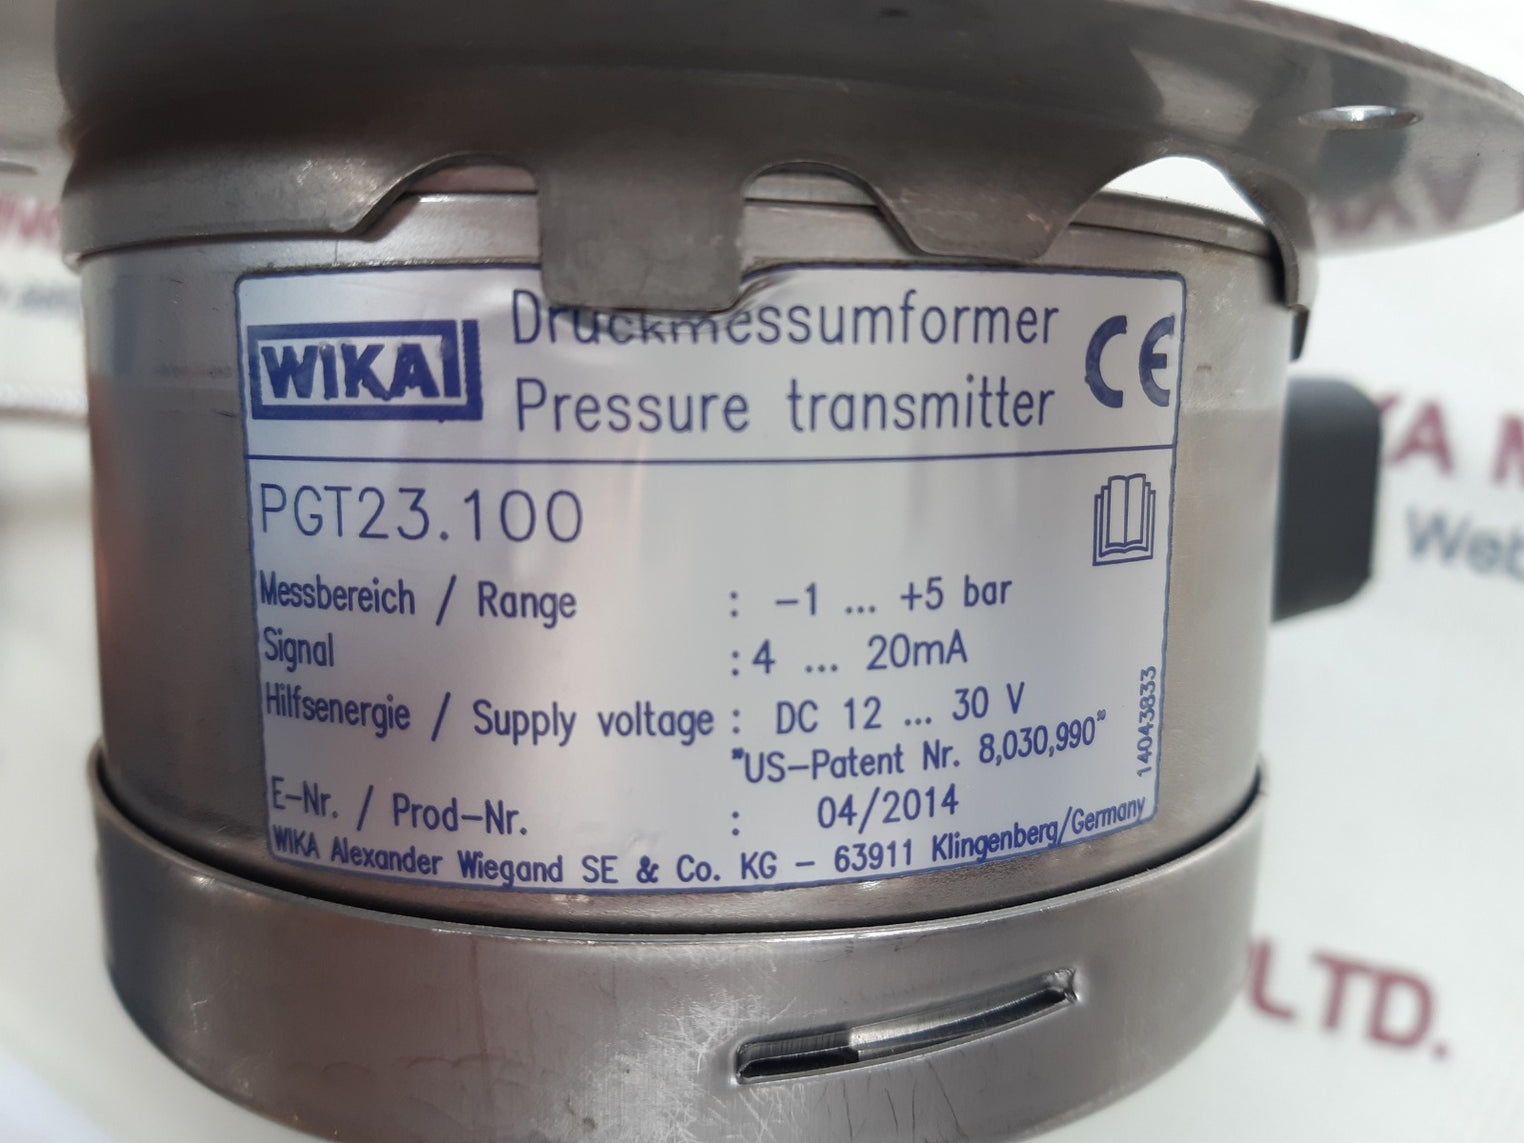 WIKA
Druckmessumformer
Pressure transmitter
CE
PGT23.100
Messbereich / Range : -1 ... +5 bar
Signal : 4 ... 20mA
Hilfsenergie / Supply voltage : DC 12 ... 30 V
"US-Patent Nr. 8,030,990"
E-Nr. / Prod-Nr. : 04/2014
WIKA Alexander Wiegand SE & Co. KG - 63911 Klingenberg/Germany
14043833
KA M
Web
LTD.